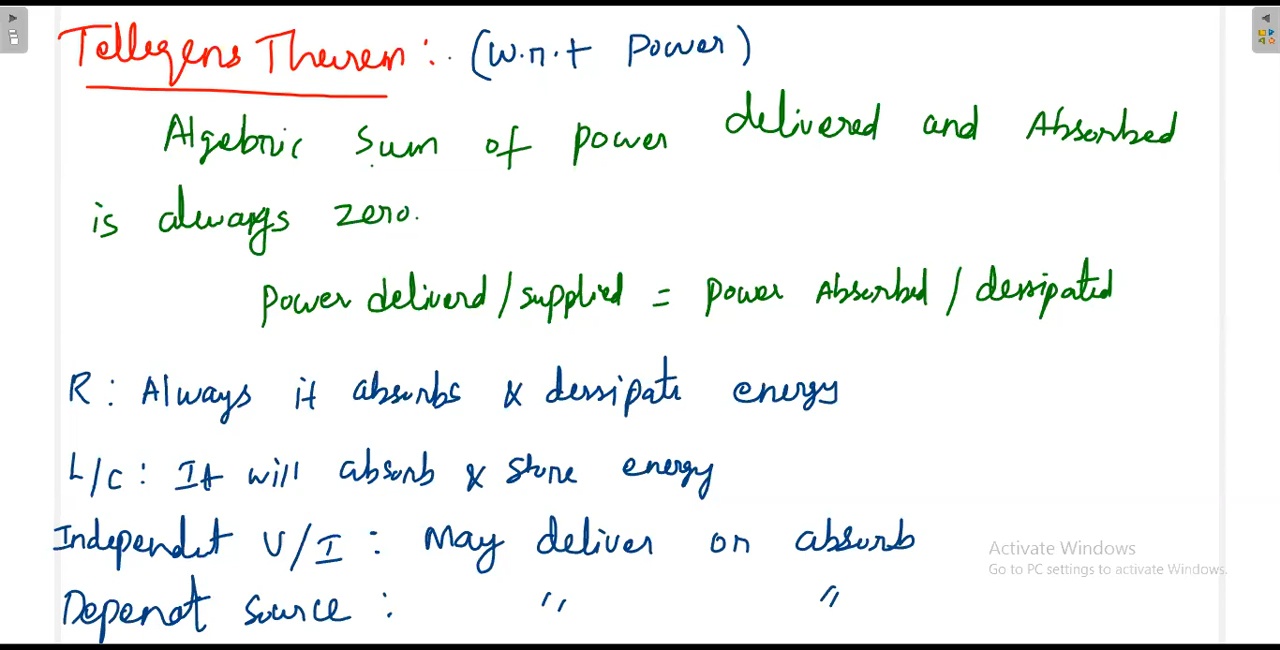 Tellegens Theorem: (w.r.t power)
Algebric sum of power delivered and Absorbed
is always zero.
power deliverd/supplied = power Absorbed/dessipated
R: Always it absorbs & dessipate energy
L/C: It will absorb & store energy
Independet V/I: May deliver or absorb
Depenat source: " "
Activate Windows
Go to PC settings to activate Windows.